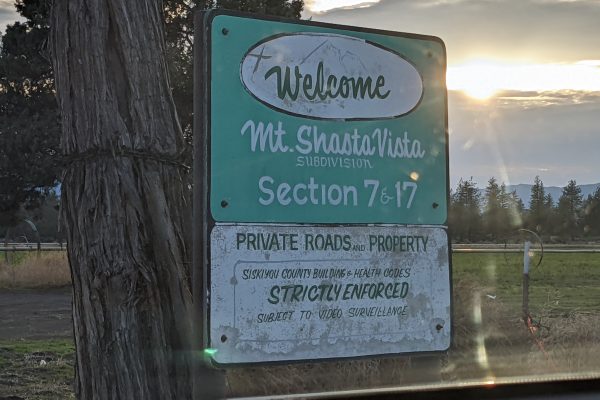 Welcome
Mt. Shasta Vista
SUBDIVISION
Section 7 & 17
PRIVATE ROADS AND PROPERTY
SISKIYOU COUNTY BUILDING & HEALTH CODES
STRICTLY ENFORCED
SUBJECT TO VIDEO SURVEILLANCE